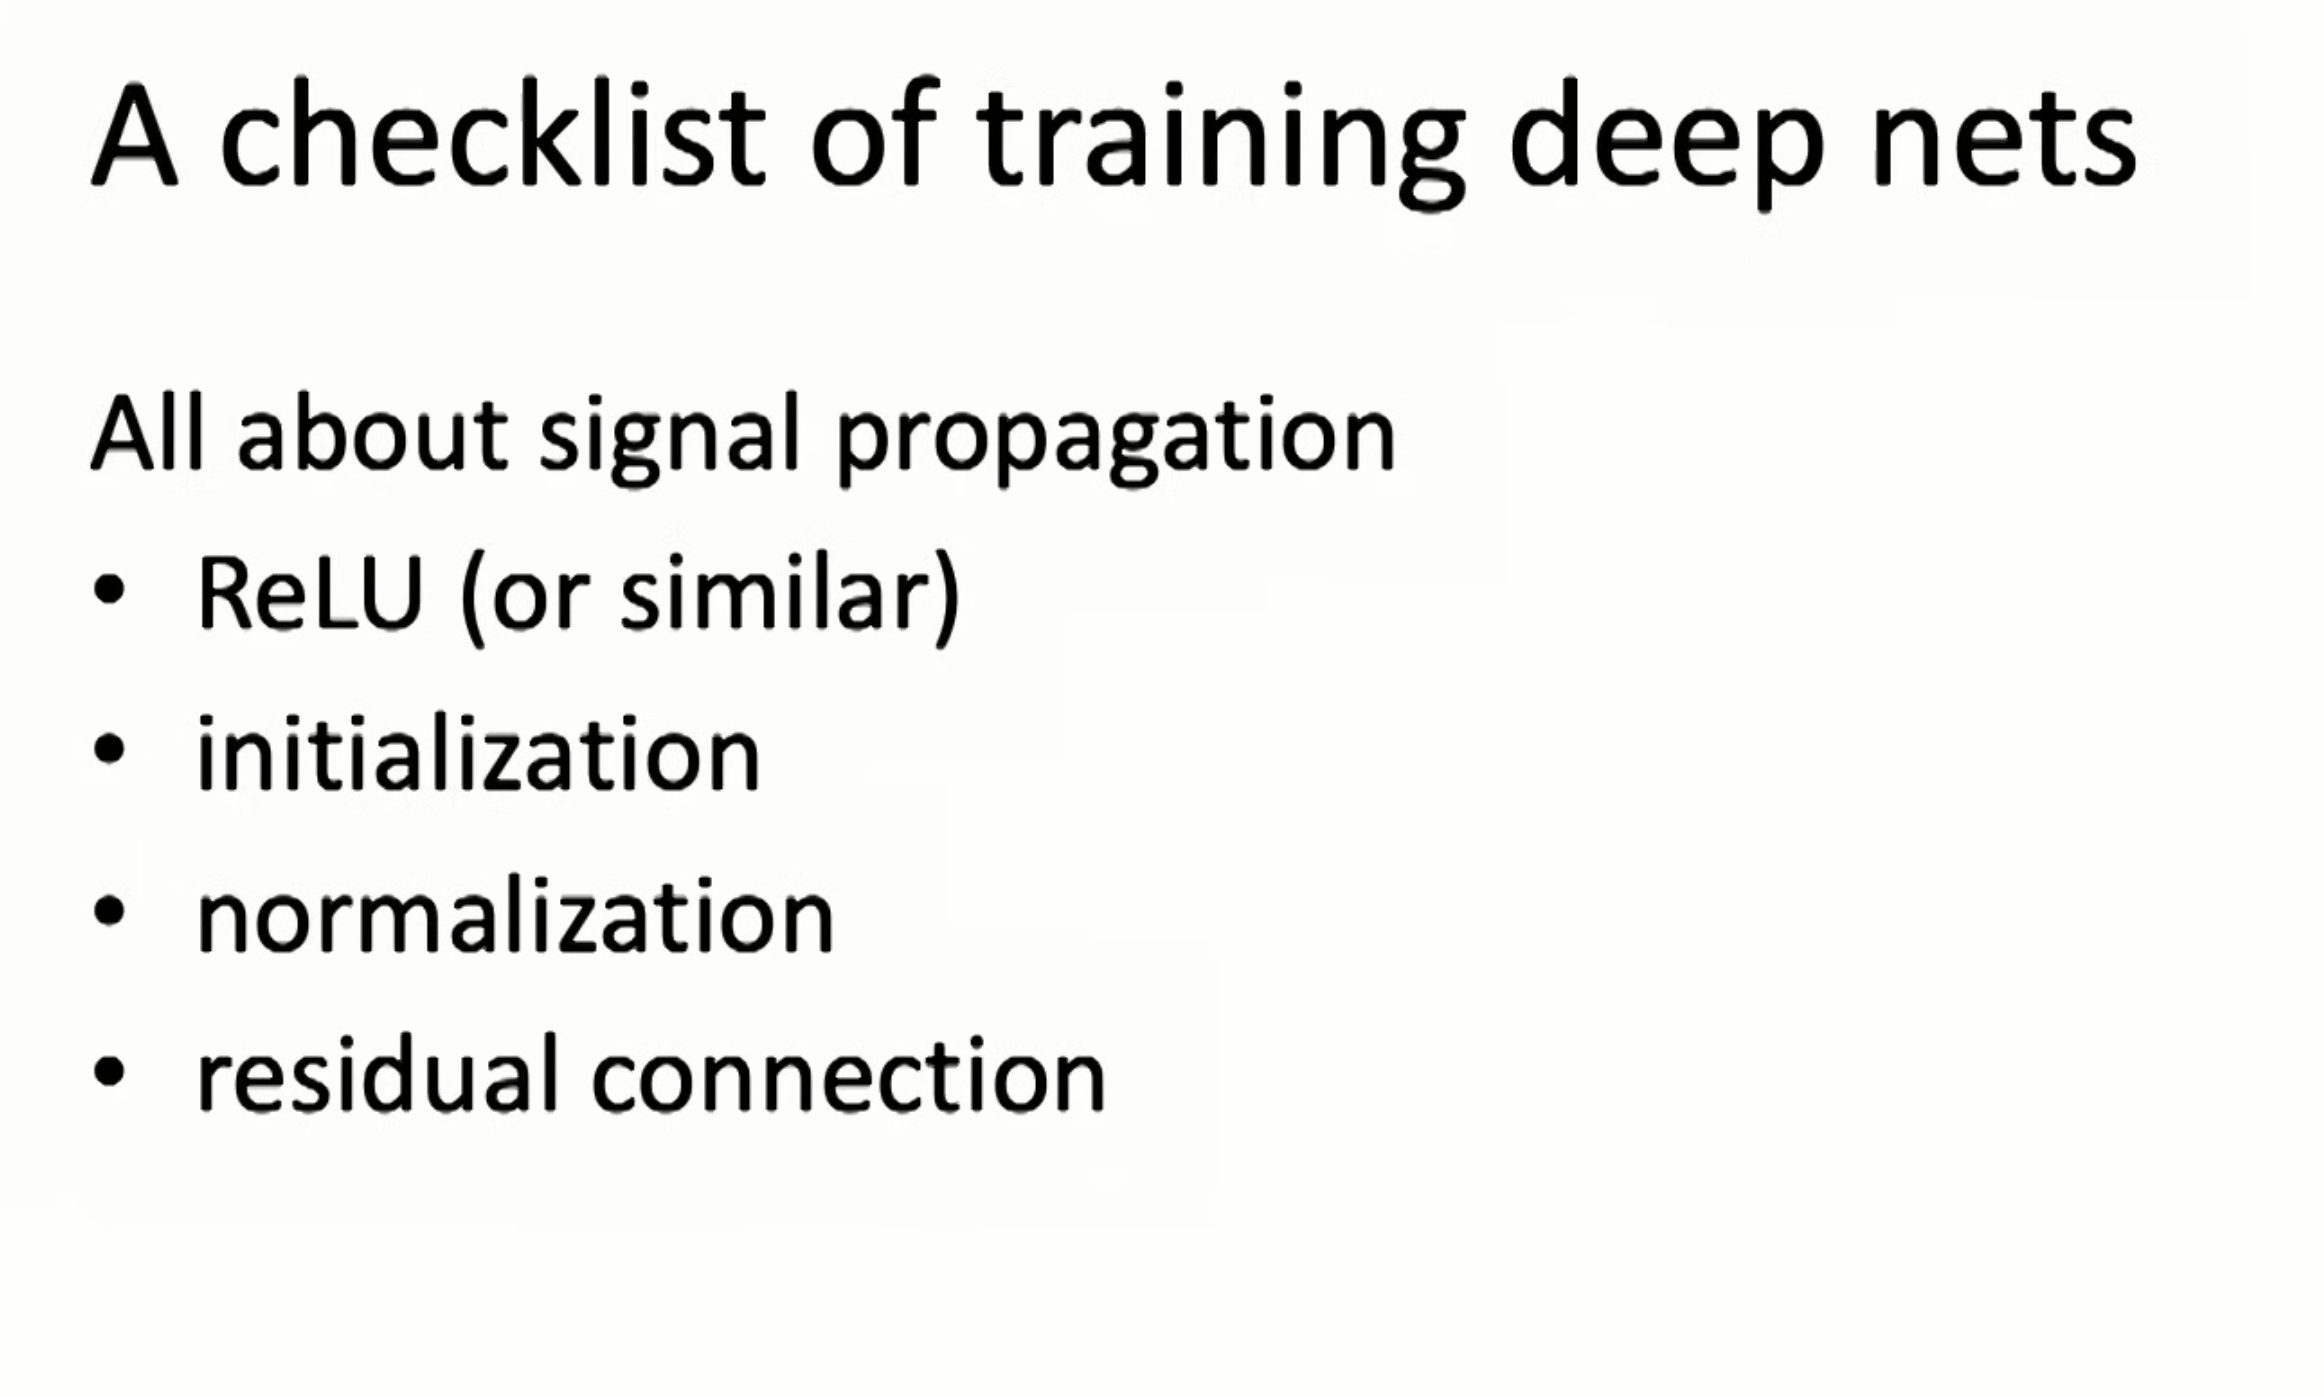 A checklist of training deep nets
All about signal propagation
• ReLU (or similar)
• initialization
• normalization
• residual connection